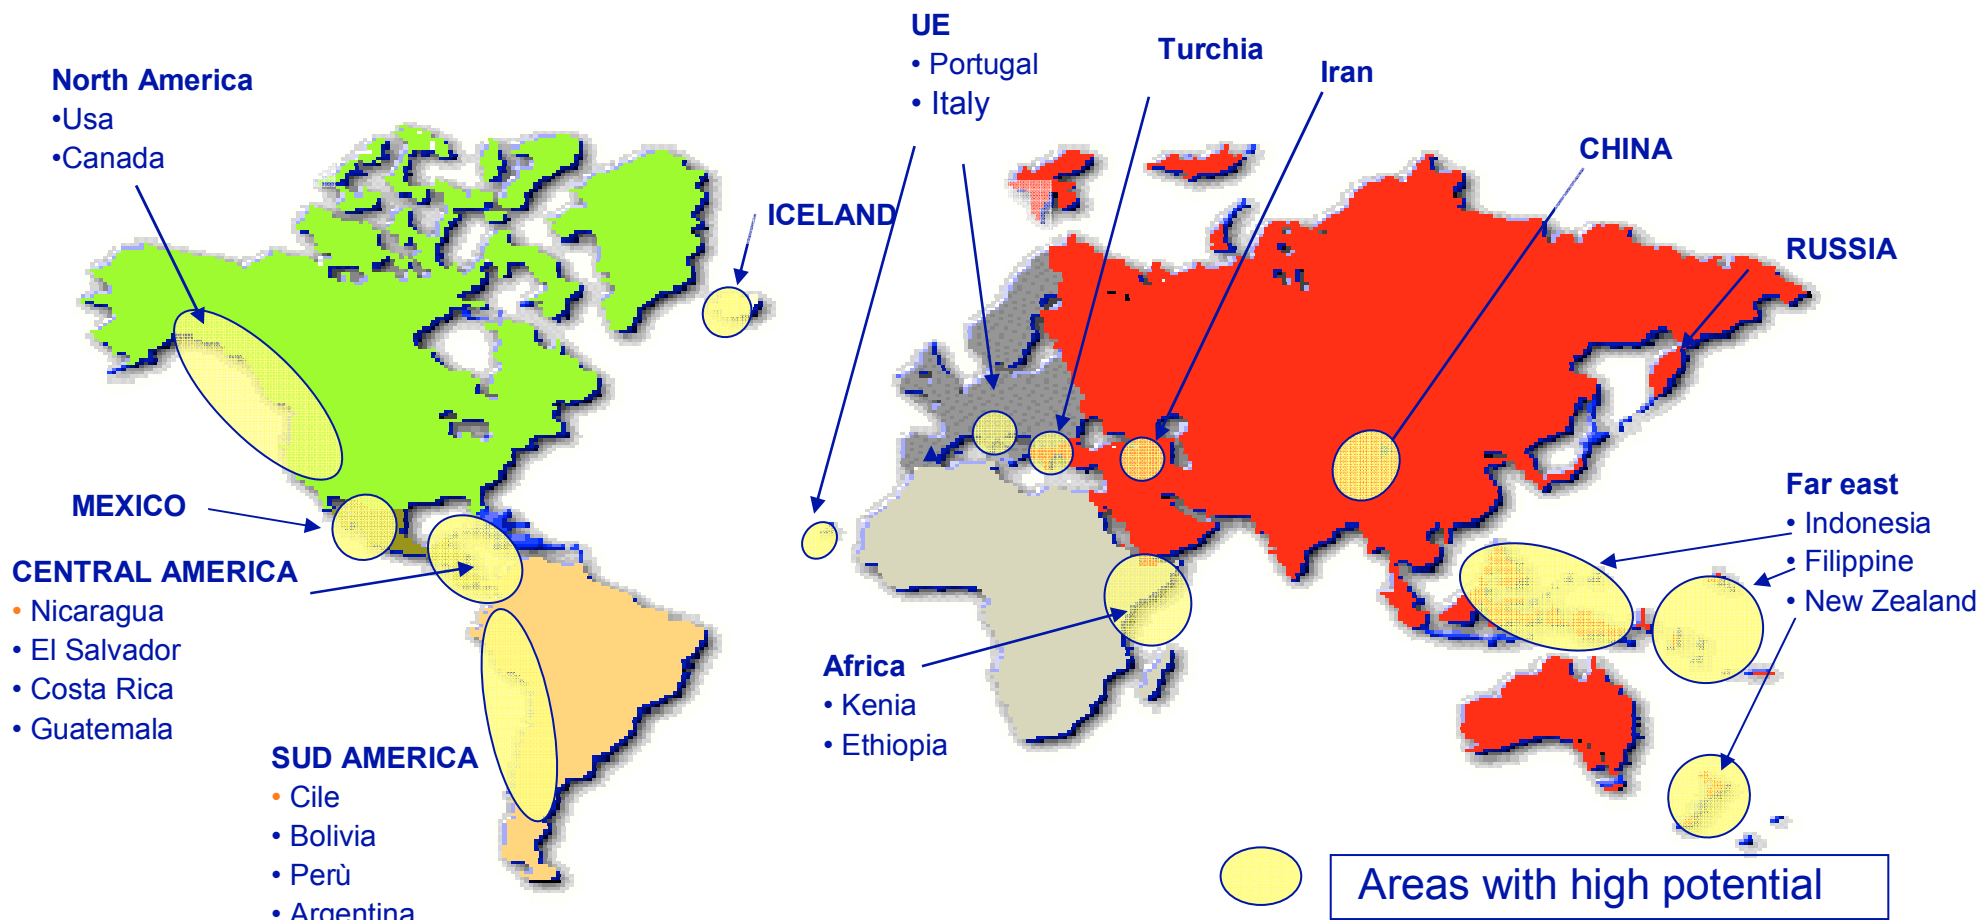 North America
•Usa
•Canada
UE
• Portugal
• Italy
Turchia
Iran
CHINA
ICELAND
RUSSIA
MEXICO
CENTRAL AMERICA
• Nicaragua
• El Salvador
• Costa Rica
• Guatemala
SUD AMERICA
• Cile
• Bolivia
• Perù
• Argentina
Africa
• Kenia
• Ethiopia
Far east
• Indonesia
• Filippine
• New Zealand
Areas with high potential